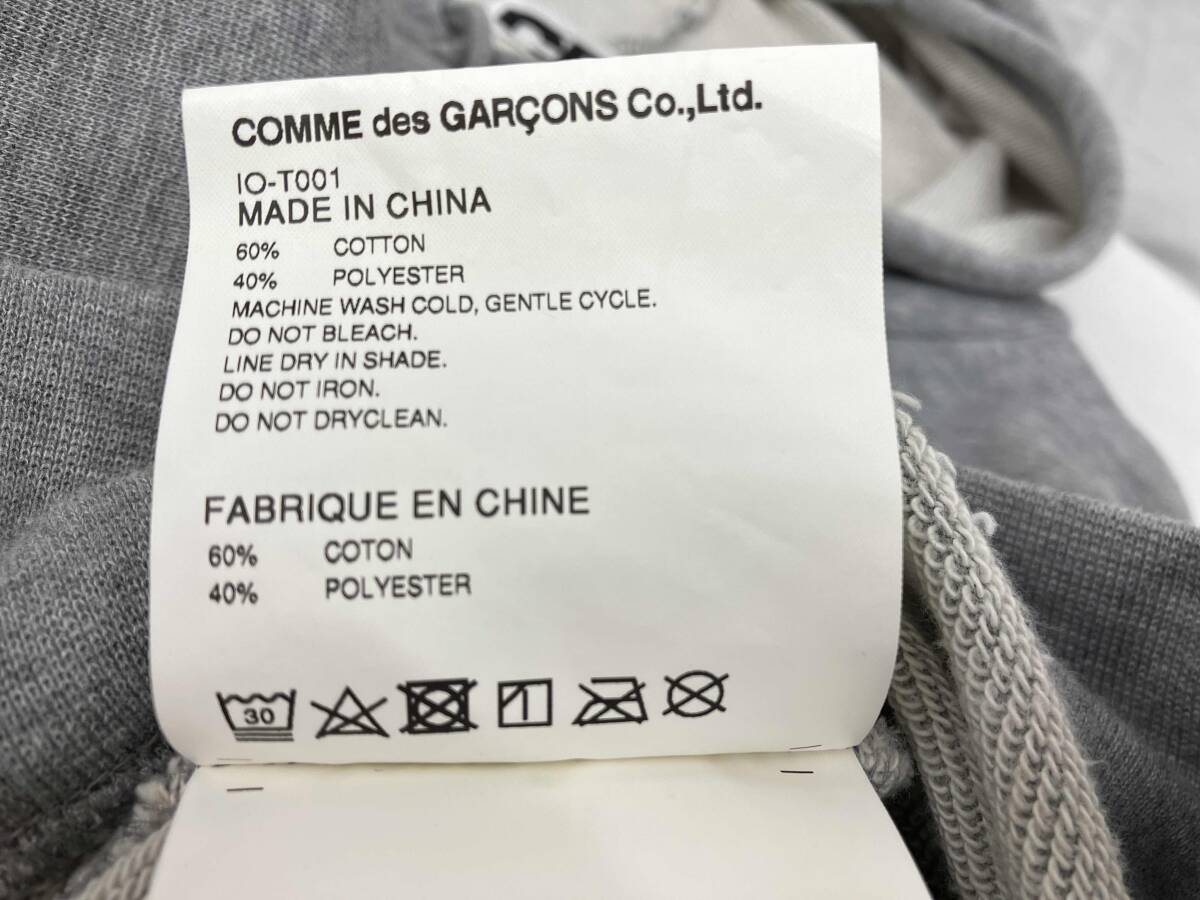 COMME des GARÇONS Co.,Ltd.
IO-T001
MADE IN CHINA
60% COTTON
40% POLYESTER
MACHINE WASH COLD, GENTLE CYCLE.
DO NOT BLEACH.
LINE DRY IN SHADE.
DO NOT IRON.
DO NOT DRYCLEAN.
FABRIQUE EN CHINE
60% COTON
40% POLYESTER
30